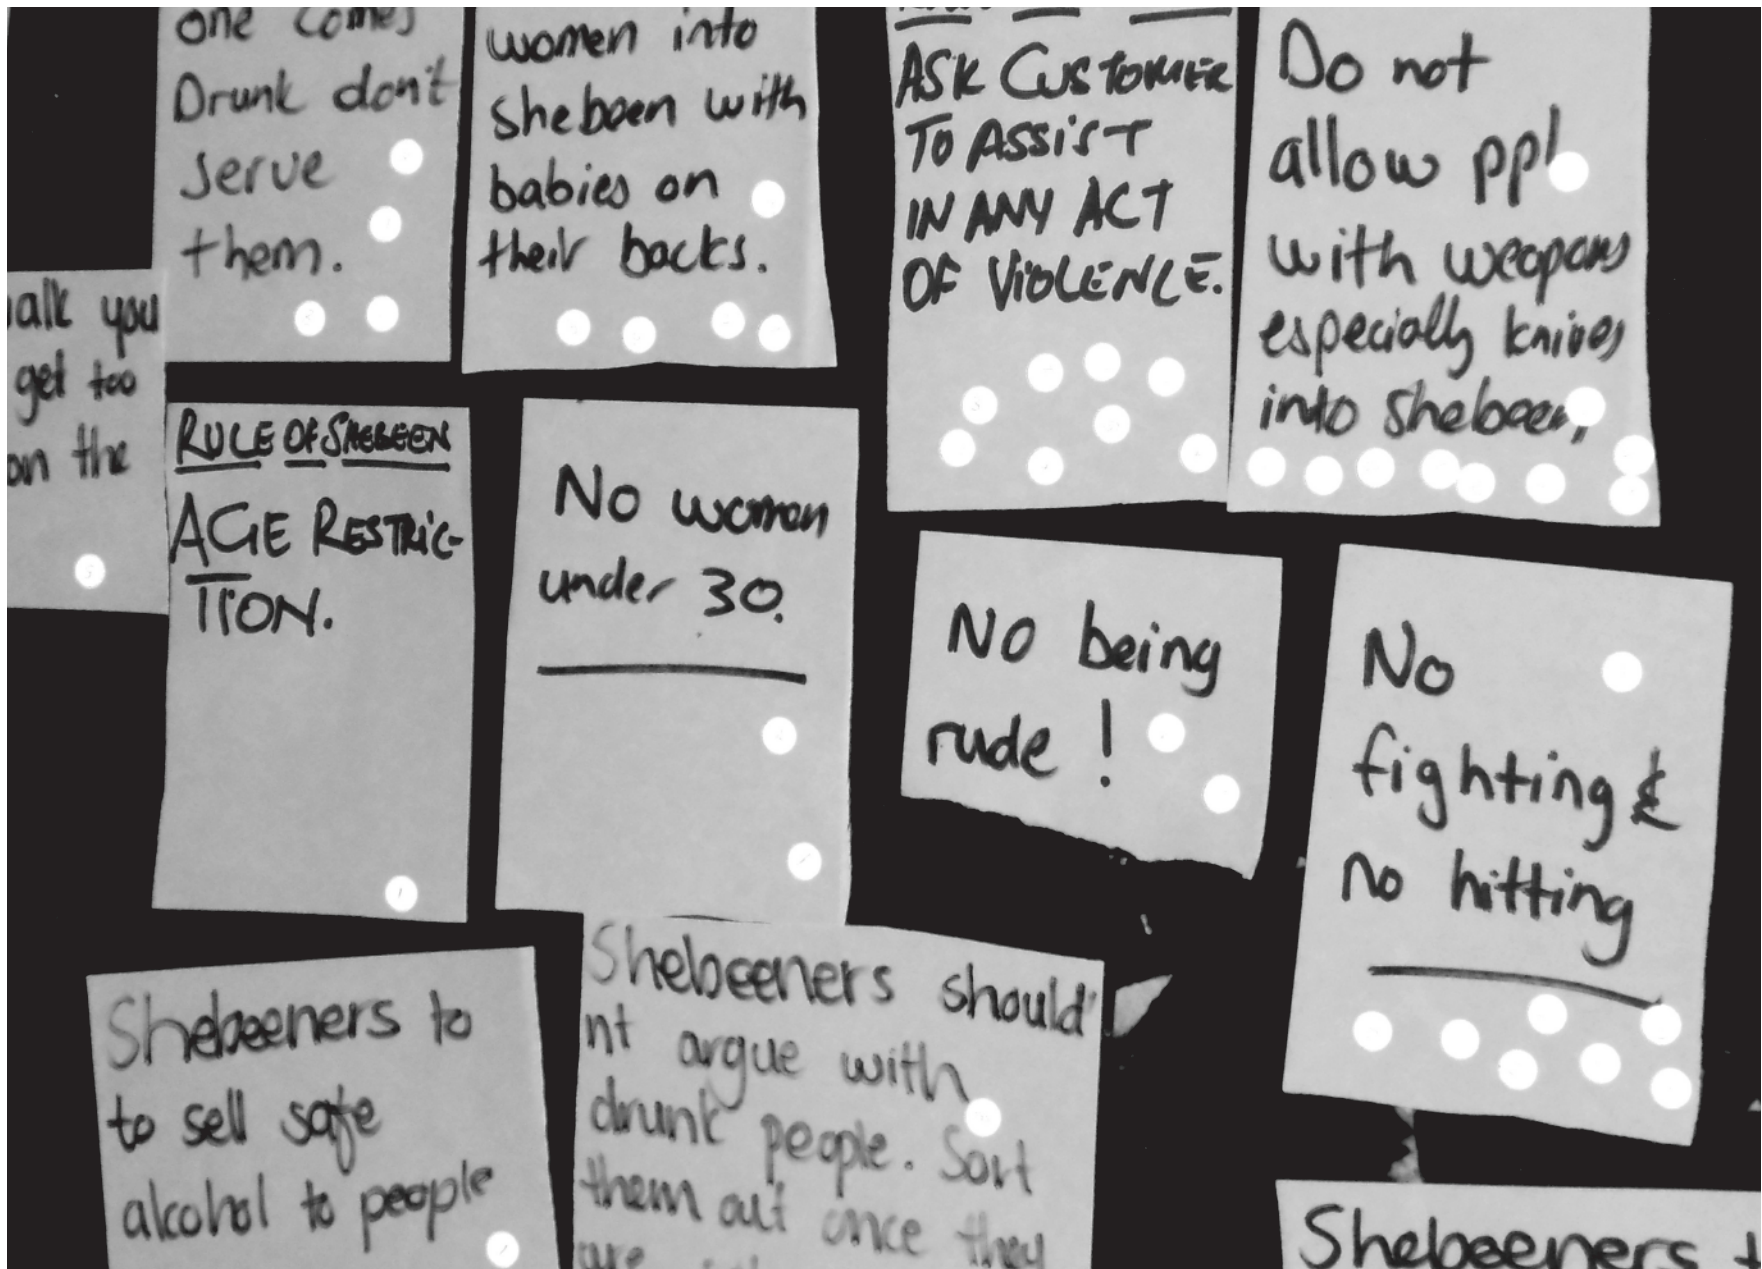 one comes
Drunk don't
serve
them.
women into
shebeen with
babies on
their backs.
ASK CUSTOMER
TO ASSIST
IN ANY ACT
OF VIOLENCE.
Do not
allow ppl
with weapons
especially knives
into shebeen,
alk you
get too
on the
RULE OF SHEBEEN
AGE RESTRIC-
TION.
No women
under 30.
No being
rude !
No
fighting &
no hitting
Shebeeners to
to sell safe
alcohol to people
Shebeeners should'
nt argue with
drunk people. Sort
them out once they
are
Shebeeners